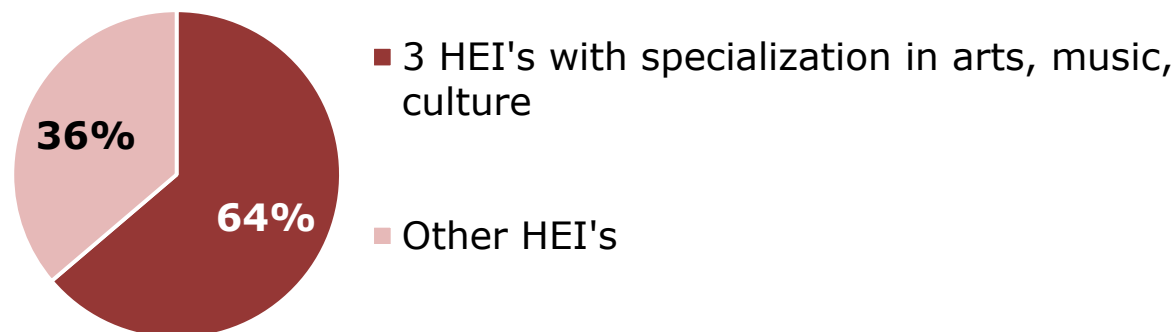 3 HEI's with specialization in arts, music,
culture
36%
64%
Other HEI's